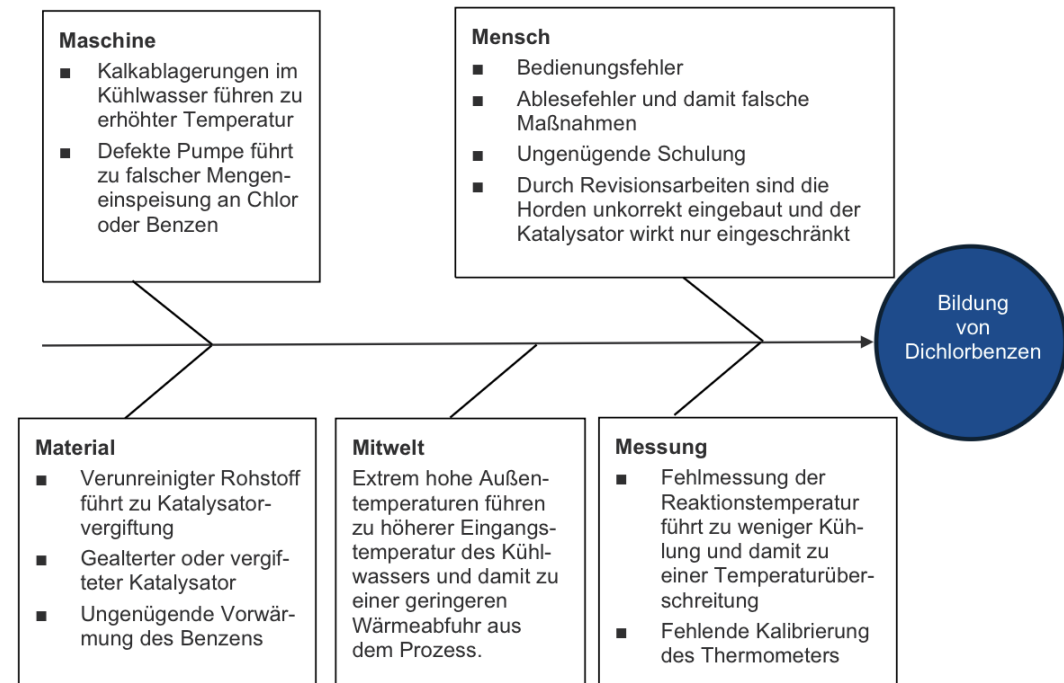 Maschine
■ Kalkablagerungen im
Kühlwasser führen zu
erhöhter Temperatur
■ Defekte Pumpe führt
zu falscher Mengen-
einspeisung an Chlor
oder Benzen
Mensch
■ Bedienungsfehler
■ Ablesefehler und damit falsche
Maßnahmen
■ Ungenügende Schulung
■ Durch Revisionsarbeiten sind die
Horden unkorrekt eingebaut und der
Katalysator wirkt nur eingeschränkt
Bildung
von
Dichlorbenzen
Material
■ Verunreinigter Rohstoff
führt zu Katalysator-
vergiftung
■ Gealterter oder vergif-
teter Katalysator
■ Ungenügende Vorwär-
mung des Benzens
Mitwelt
Extrem hohe Außen-
temperaturen führen
zu höherer Eingangs-
temperatur des Kühl-
wassers und damit zu
einer geringeren
Wärmeabfuhr aus
dem Prozess.
Messung
■ Fehlmessung der
Reaktionstemperatur
führt zu weniger Küh-
lung und damit zu
einer Temperaturüber-
schreitung
■ Fehlende Kalibrierung
des Thermometers